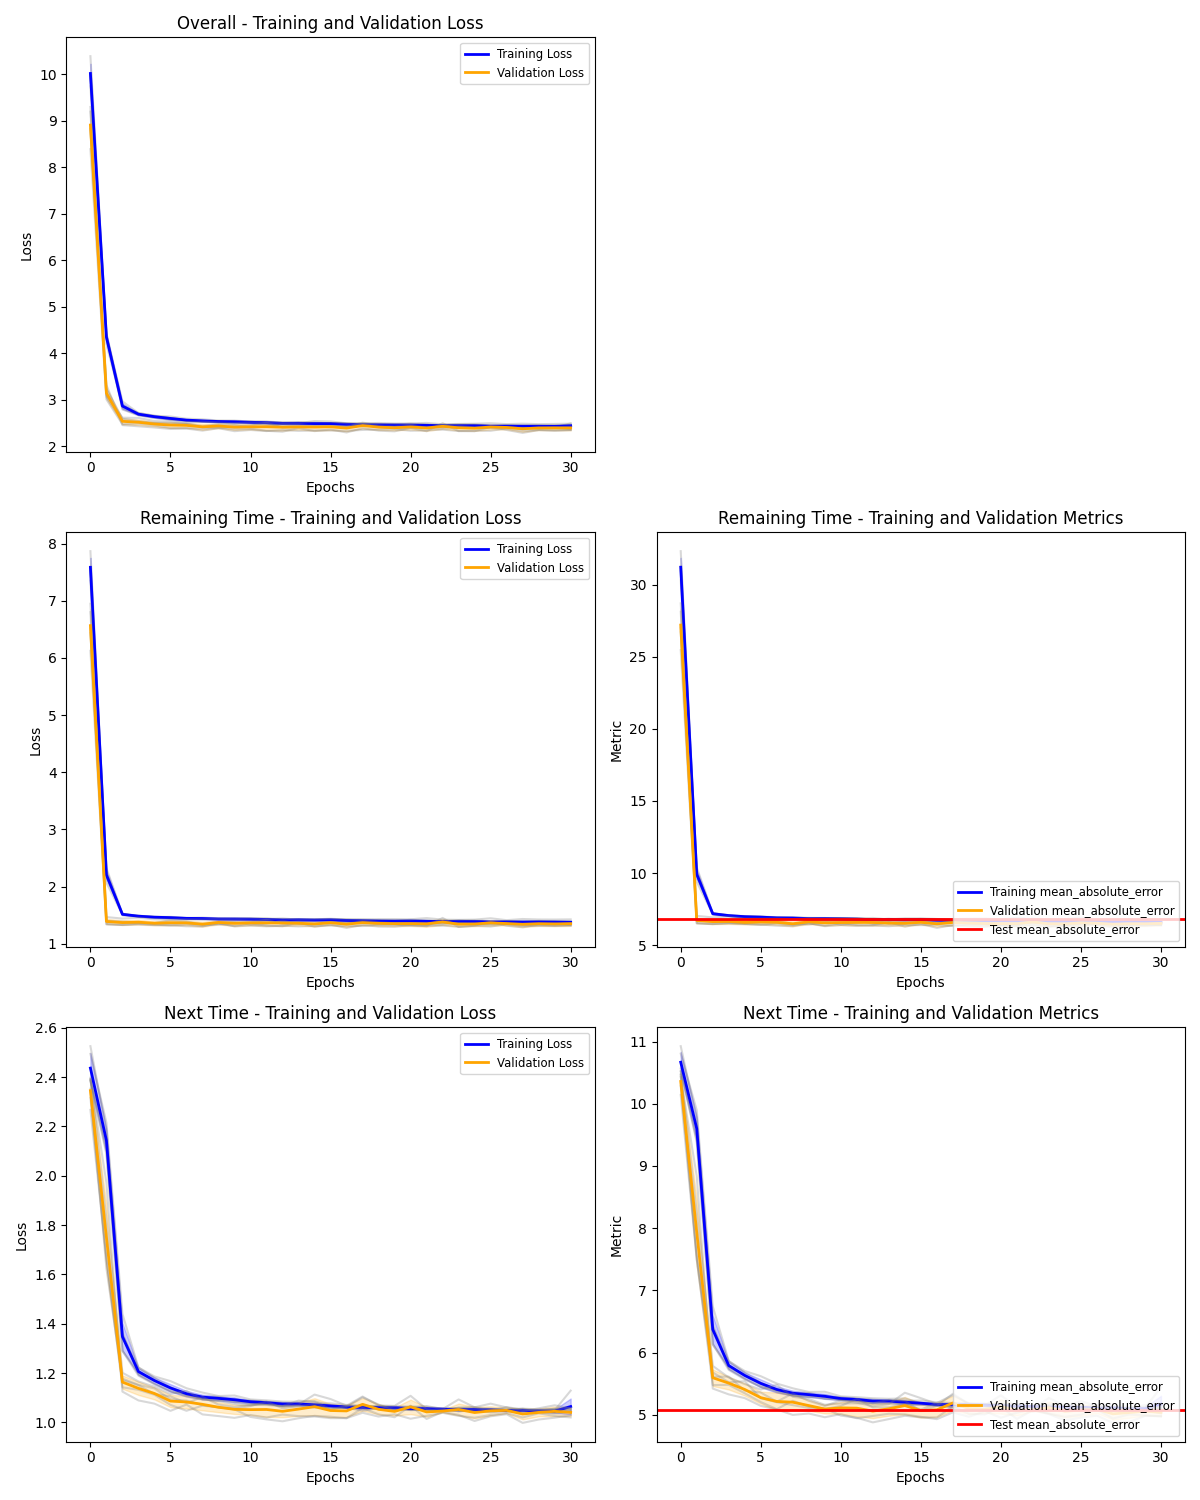 Overall - Training and Validation Loss
Training Loss
Validation Loss
10
9
8
7
6
5
4
3
2
Loss
0 5 10 15 20 25 30
Epochs
Remaining Time - Training and Validation Loss
Training Loss
Validation Loss
8
7
6
5
4
3
2
1
Loss
0 5 10 15 20 25 30
Epochs
Remaining Time - Training and Validation Metrics
30
25
20
15
10
5
Metric
Training mean_absolute_error
Validation mean_absolute_error
Test mean_absolute_error
0 5 10 15 20 25 30
Epochs
Next Time - Training and Validation Loss
Training Loss
Validation Loss
2.6
2.4
2.2
2.0
1.8
1.6
1.4
1.2
1.0
Loss
0 5 10 15 20 25 30
Epochs
Next Time - Training and Validation Metrics
11
10
9
8
7
6
5
Metric
Training mean_absolute_error
Validation mean_absolute_error
Test mean_absolute_error
0 5 10 15 20 25 30
Epochs